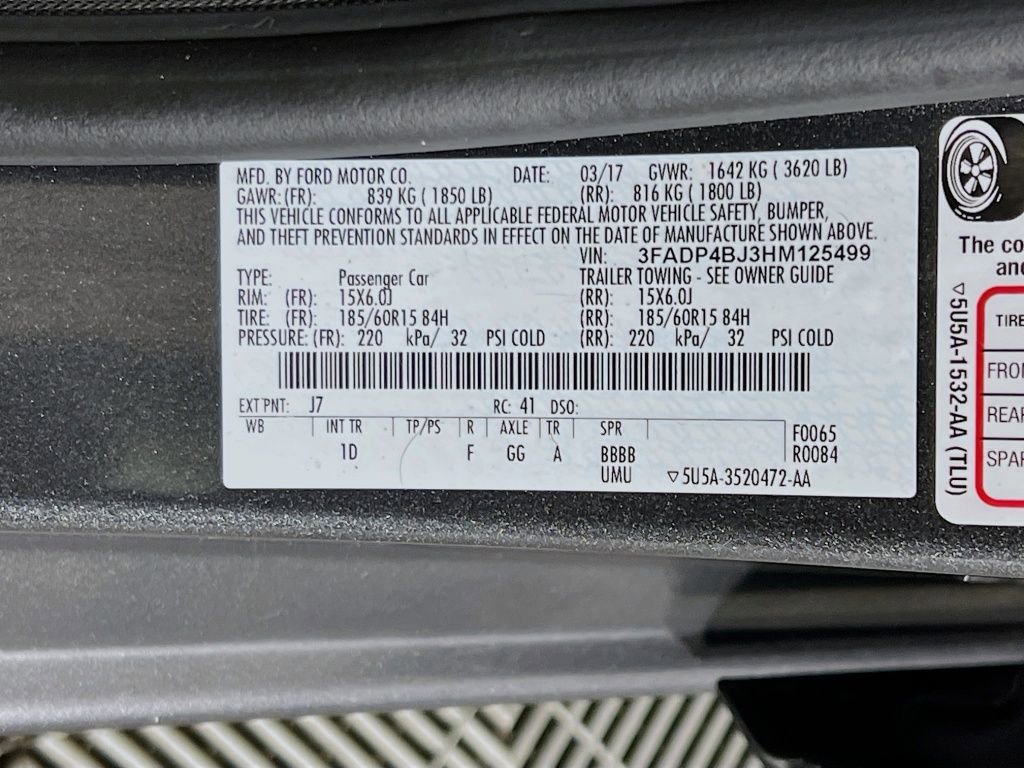 MFD. BY FORD MOTOR CO. DATE: 03/17 GVWR: 1642 KG ( 3620 LB)
GAWR:(FR): 839 KG ( 1850 LB) (RR): 816 KG ( 1800 LB)
THIS VEHICLE CONFORMS TO ALL APPLICABLE FEDERAL MOTOR VEHICLE SAFETY, BUMPER,
AND THEFT PREVENTION STANDARDS IN EFFECT ON THE DATE OF MANUFACTURE SHOWN ABOVE.
VIN: 3FADP4BJ3HM125499
TYPE: Passenger Car TRAILER TOWING - SEE OWNER GUIDE
RIM: (FR): 15X6.0J (RR): 15X6.0J
TIRE: (FR): 185/60R15 84H (RR): 185/60R15 84H
PRESSURE: (FR): 220 kPa/ 32 PSI COLD (RR): 220 kPa/ 32 PSI COLD
EXT PNT: J7 RC: 41 DSO:
WB INT TR TP/PS R AXLE TR SPR
1D F GG A BBBB
UMU
F0065
R0084
▽5U5A-3520472-AA
▽5U5A-1532-AA (TLU)
The co
and
TIRE
FRON
REAR
SPAR